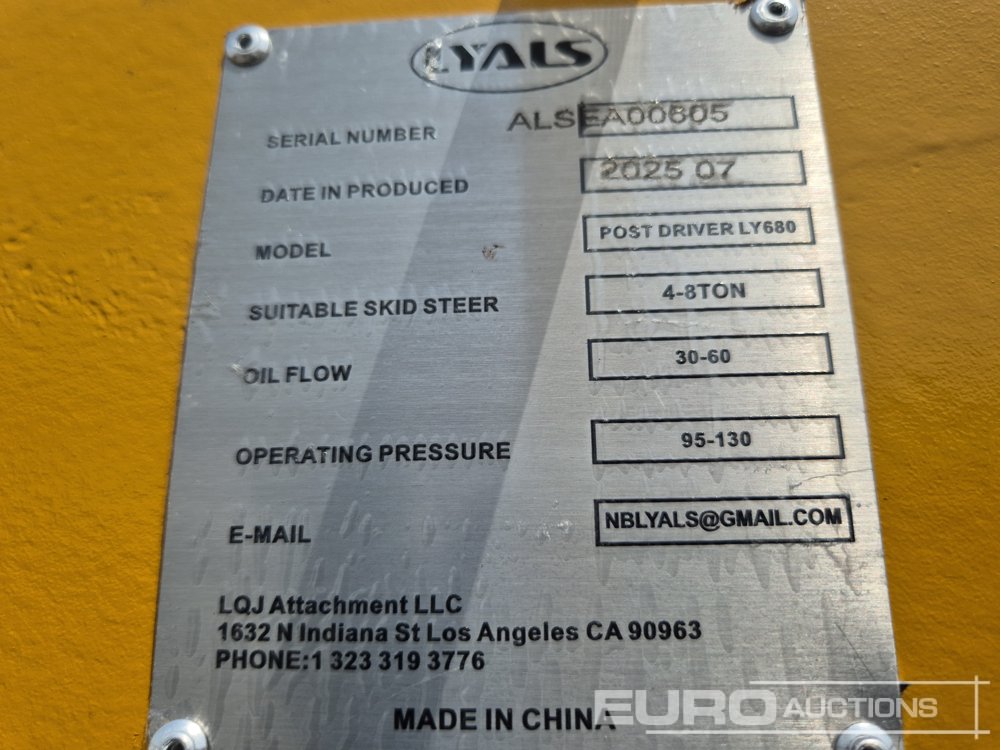 LYALS
SERIAL NUMBER ALSEA00605
DATE IN PRODUCED 2025 07
MODEL POST DRIVER LY680
SUITABLE SKID STEER 4-8TON
OIL FLOW 30-60
OPERATING PRESSURE 95-130
E-MAIL NBLYALS@GMAIL.COM
LQJ Attachment LLC
1632 N Indiana St Los Angeles CA 90963
PHONE:1 323 319 3776
MADE IN CHINA
EURO AUCTIONS